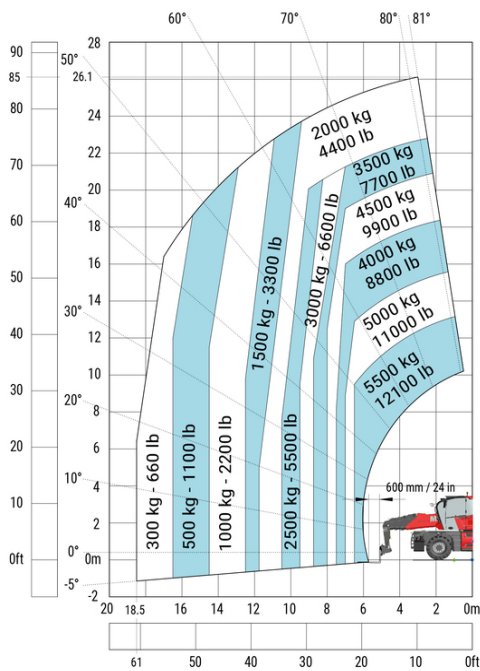 60°
70°
80°
81°
90
28
50°
85
26.1
80
24
2000 kg
4400 lb
70
22
3500 kg
7700 lb
20
40°
4500 kg
9900 lb
60
18
3000 kg - 6600 lb
4000 kg
8800 lb
50
16
1500 kg - 3300 lb
14
30°
5000 kg
11000 lb
40
12
5500 kg
12100 lb
30
10
20°
8
20
6
300 kg - 660 lb
500 kg - 1100 lb
1000 kg - 2200 lb
2500 kg - 5500 lb
10°
4
600 mm / 24 in
10
2
0ft
0°
0m
-5°
-2
20
18.5
16
14
12
10
8
6
4
2
0m
61
50
40
30
20
10
0ft